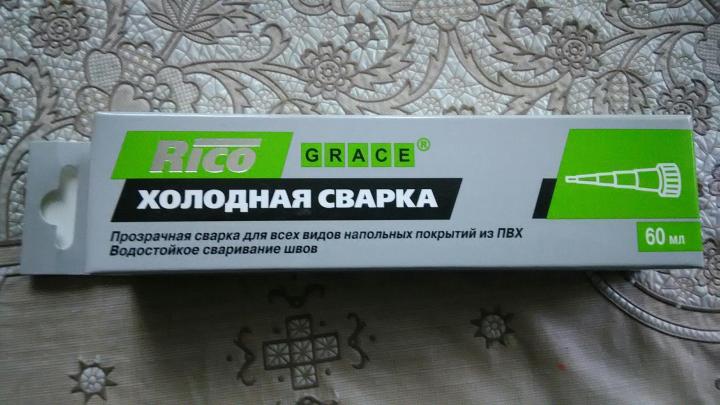 Rico GRACE®
ХОЛОДНАЯ СВАРКА
Прозрачная сварка для всех видов напольных покрытий из ПВХ
Водостойкое сваривание швов
60 мл